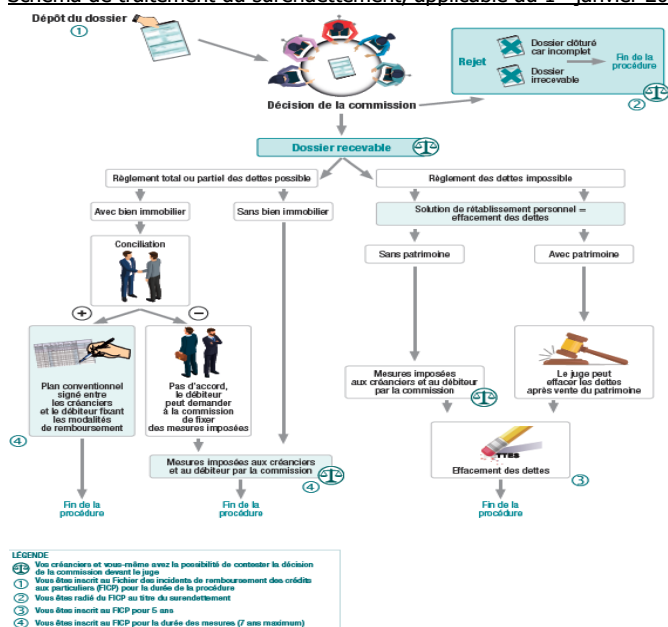 Schéma de traitement du surendettement, applicable du 1er janvier 20
Dépôt du dossier
①
Décision de la commission
Rejet
Dossier clôturé
car incomplet
Dossier
irrecevable
Fin de la
procédure
②
Dossier recevable
Règlement total ou partiel des dettes possible
Règlement des dettes impossible
Avec bien immobilier
Sans bien immobilier
Solution de rétablissement personnel =
effacement des dettes
Conciliation
Sans patrimoine
Avec patrimoine
+
−
Plan conventionnel
signé entre
les créanciers
et le débiteur fixant
les modalités
de remboursement
④
Pas d'accord,
le débiteur
peut demander
à la commission
de fixer
des mesures imposées
Mesures imposées
aux créanciers et au débiteur
par la commission
Le juge peut
effacer les dettes
après vente du patrimoine
Mesures imposées aux créanciers
et au débiteur par la commission
④
TTES
Effacement des dettes
③
Fin de la
procédure
Fin de la
procédure
Fin de la
procédure
LÉGENDE
Vos créanciers et vous-même avez la possibilité de contester la décision
de la commission devant le juge
① Vous êtes inscrit au Fichier des incidents de remboursement des crédits
aux particuliers (FICP) pour la durée de la procédure
② Vous êtes radié du FICP au titre du surendettement
③ Vous êtes inscrit au FICP pour 5 ans
④ Vous êtes inscrit au FICP pour la durée des mesures (7 ans maximum)